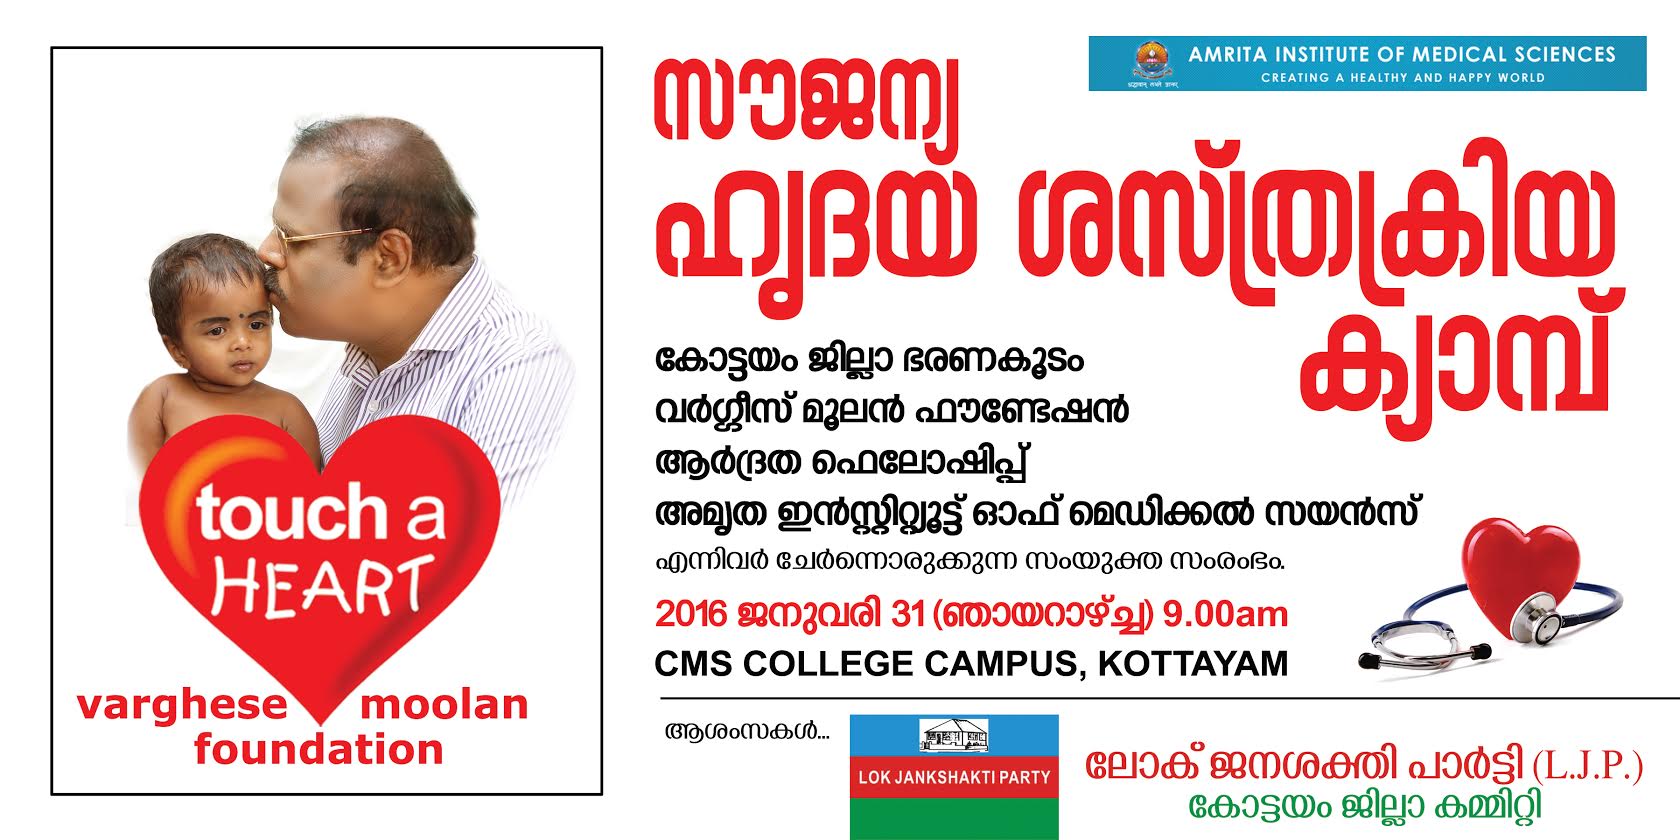 touch a
HEART
varghese moolan
foundation
AMRITA INSTITUTE OF MEDICAL SCIENCES
CREATING A HEALTHY AND HAPPY WORLD
സൗജന്യ
ഹൃദയ ശസ്ത്രക്രിയ
ക്യാമ്പ്
കോട്ടയം ജില്ലാ ഭരണകൂടം
വർഗ്ഗീസ് മൂലൻ ഫൗണ്ടേഷൻ
ആർദ്രത ഫെലോഷിപ്പ്
അമൃത ഇൻസ്റ്റിറ്റ്യൂട്ട് ഓഫ് മെഡിക്കൽ സയൻസ്
എന്നിവർ ചേർന്നൊരുക്കുന്ന സംയുക്ത സംരംഭം.
2016 ജനുവരി 31 (ഞായറാഴ്ച്ച) 9.00am
CMS COLLEGE CAMPUS, KOTTAYAM
ആശംസകൾ...
LOK JANKSHAKTI PARTY
ലോക് ജനശക്തി പാർട്ടി (L.J.P.)
കോട്ടയം ജില്ലാ കമ്മിറ്റി